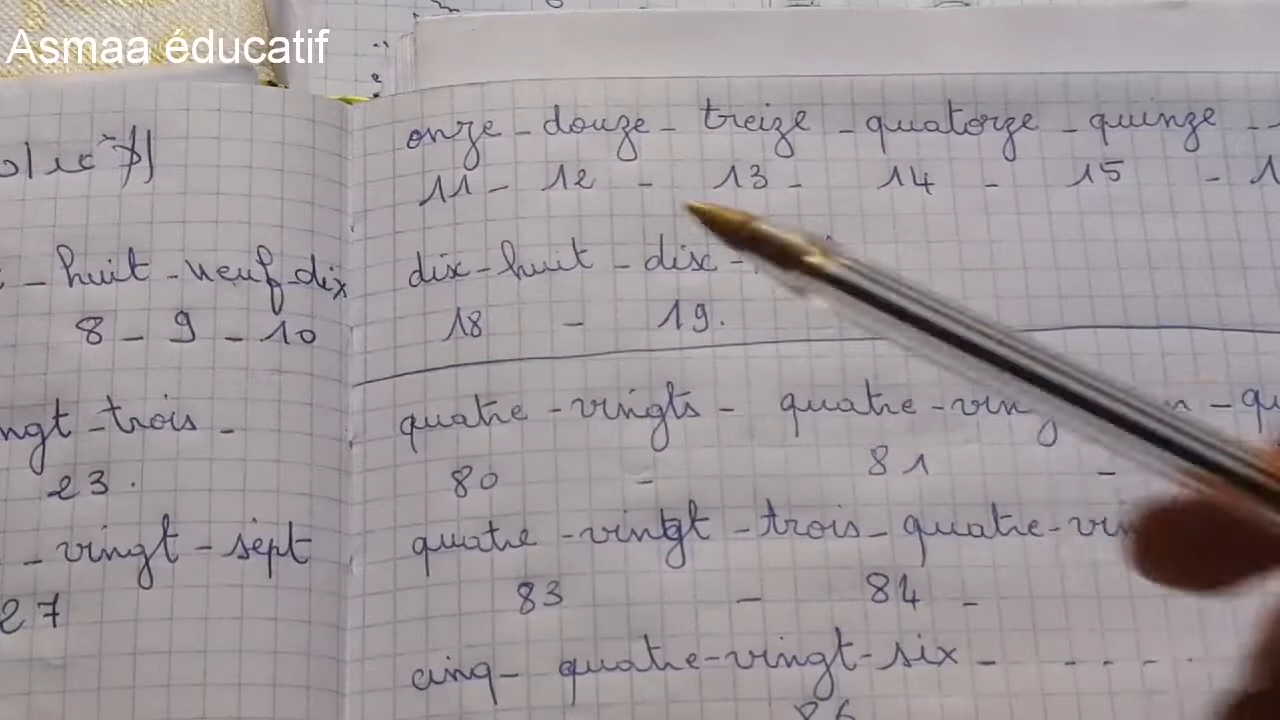 Asmaa éducatif
- huit - neuf - dix
8 - 9 - 10
- trois -
23.
- vingt - sept
27
onze - douze - treize - quatorze - quinze -
11 - 12 - 13 - 14 - 15 -
dix - huit - dix -
18 - 19.
quatre - vingts - quatre -
80 - 81 -
quatre - vingt - trois - quatre -
83 - 84 -
cinq - quatre - vingt - six - - - - -
86